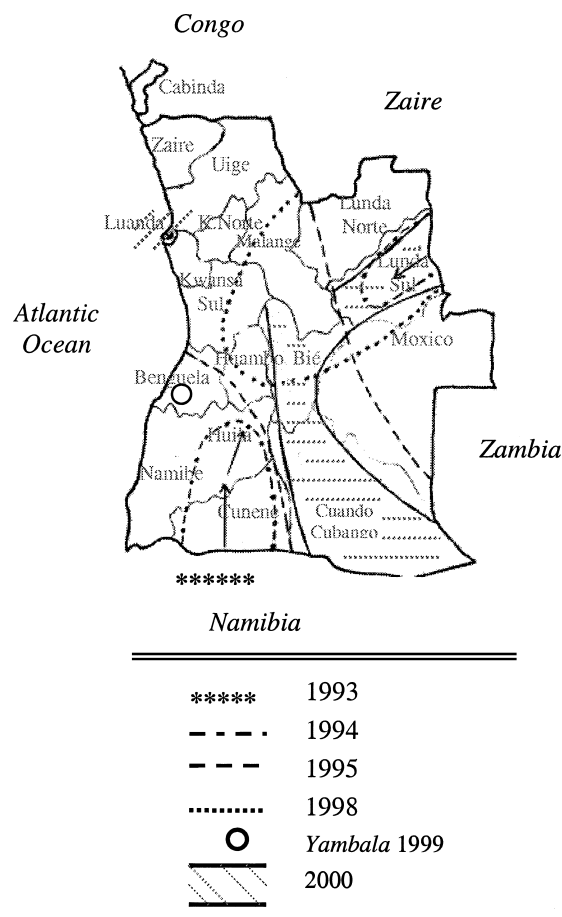 Congo
Cabinda
Zaire
Zaire
Uige
Lunda
Norte
Luanda
K.Norte
Malange
Lunda
Sul
Kwansa
Sul
Atlantic
Ocean
Moxico
Huambo
Bié
Benguela
Huila
Zambia
Namibe
Cunene
Cuando
Cubango
******
Namibia
***** 1993
1994
1995
1998
Yambala 1999
2000